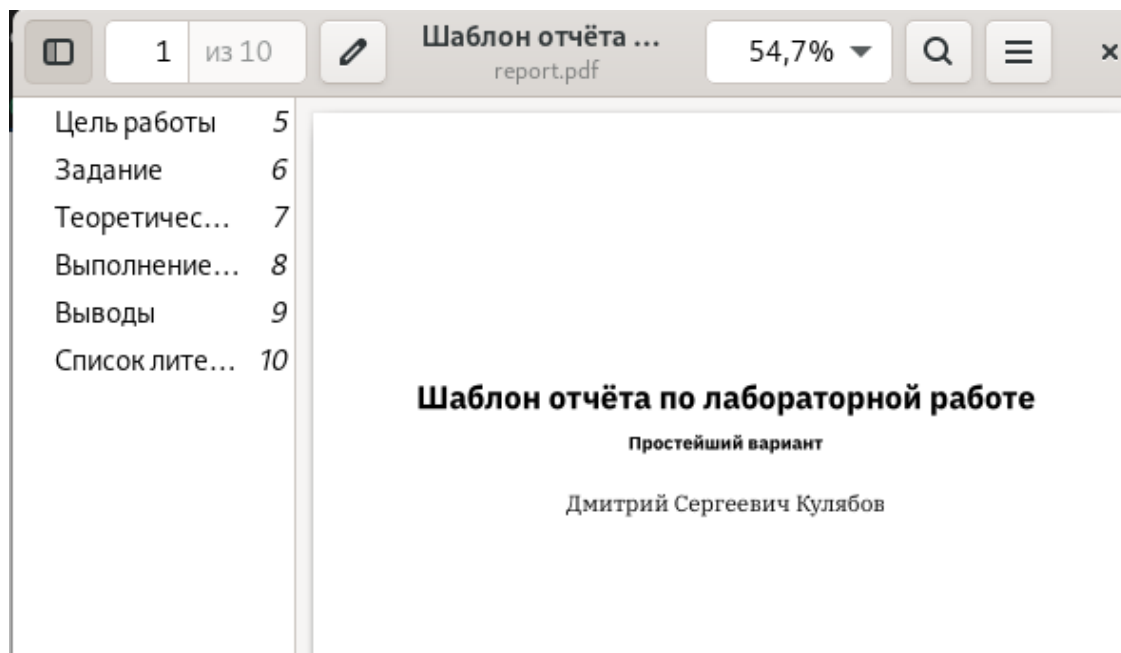 1 из 10
Шаблон отчёта ...
report.pdf
54,7%
Цель работы 5
Задание 6
Теоретичес... 7
Выполнение... 8
Выводы 9
Список лите... 10
Шаблон отчёта по лабораторной работе
Простейший вариант
Дмитрий Сергеевич Кулябов